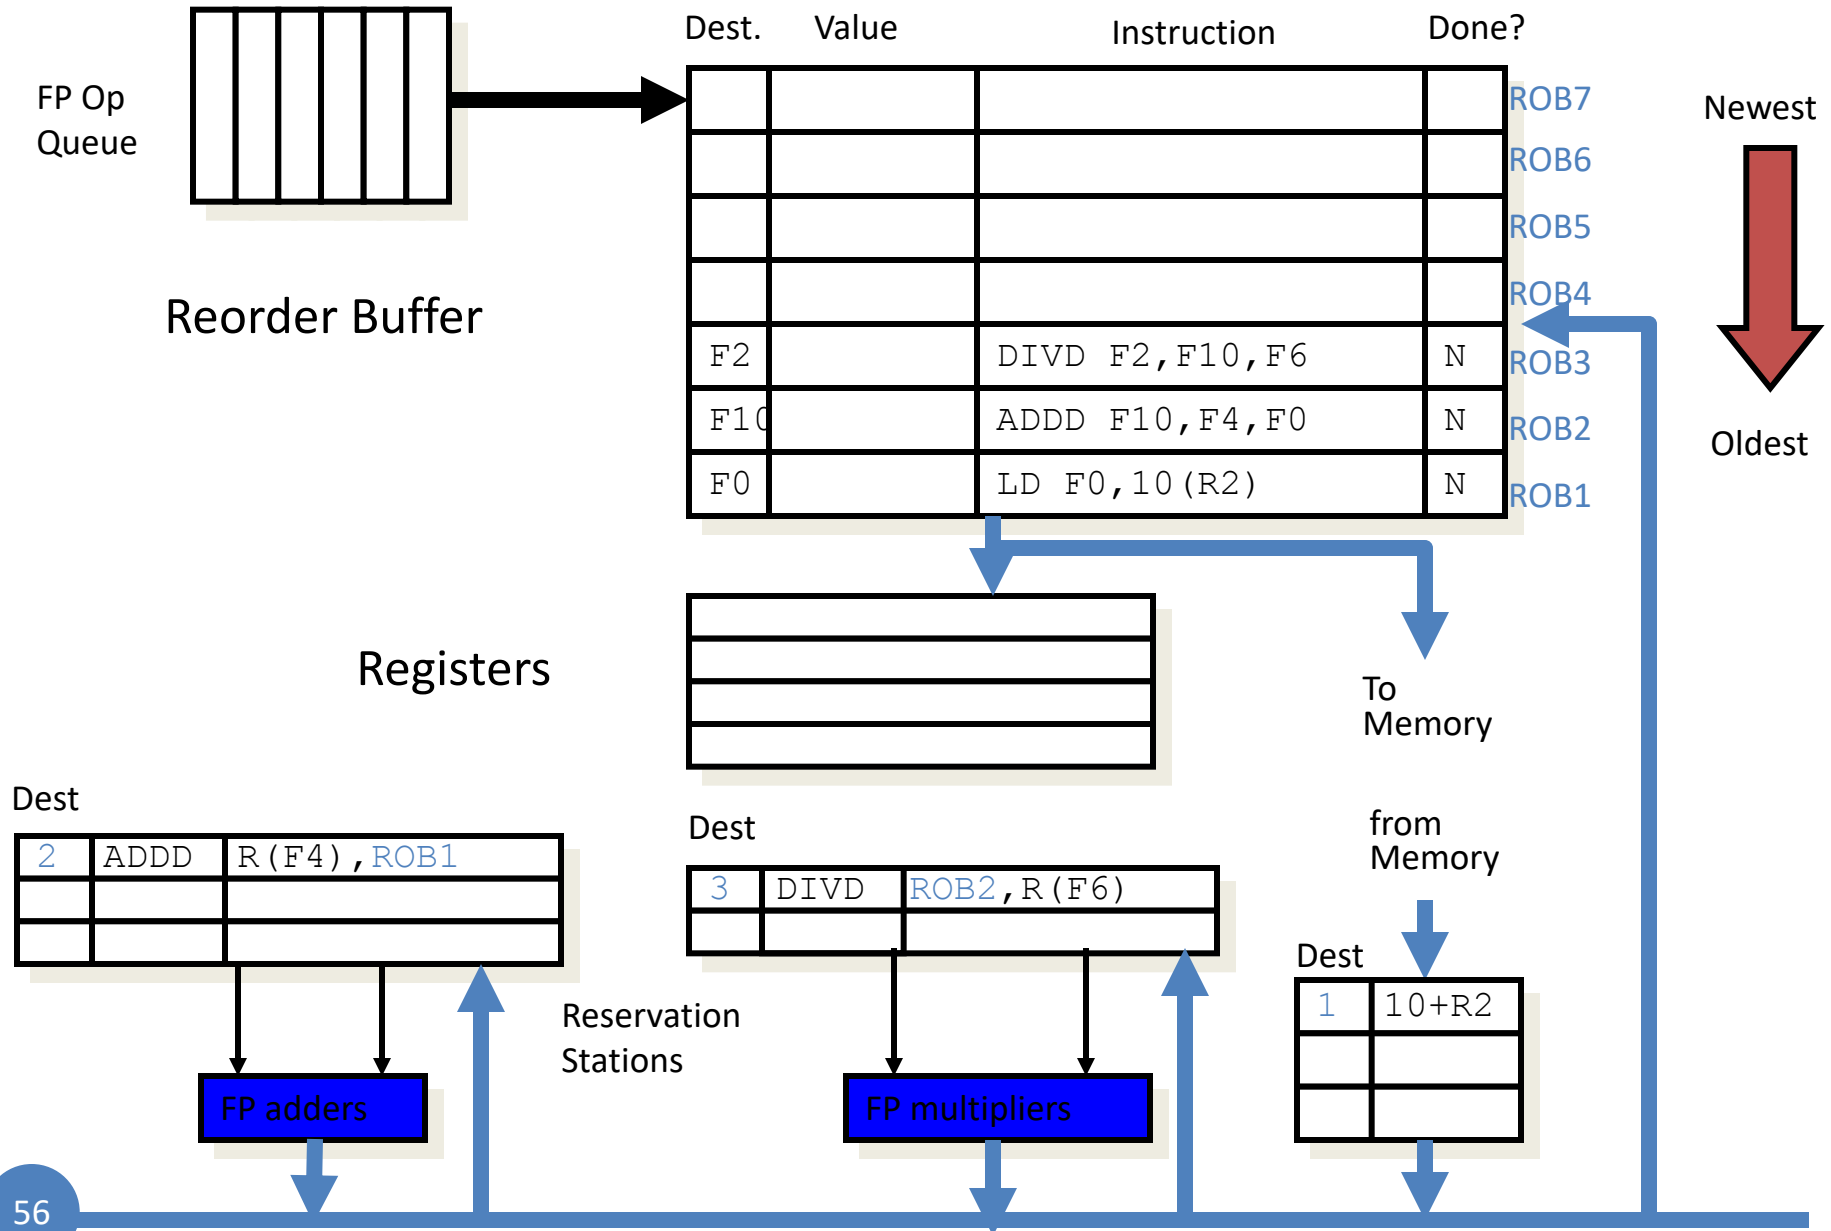 Dest. Value Instruction Done?
FP Op
Queue
ROB7
Newest
ROB6
ROB5
Reorder Buffer
ROB4
F2 DIVD F2,F10,F6 N ROB3
F10 ADDD F10,F4,F0 N ROB2
Oldest
F0 LD F0,10(R2) N ROB1
Registers
To
Memory
Dest
2 ADDD R(F4),ROB1
Dest
3 DIVD ROB2,R(F6)
from
Memory
Dest
1 10+R2
Reservation
Stations
FP adders
FP multipliers
56